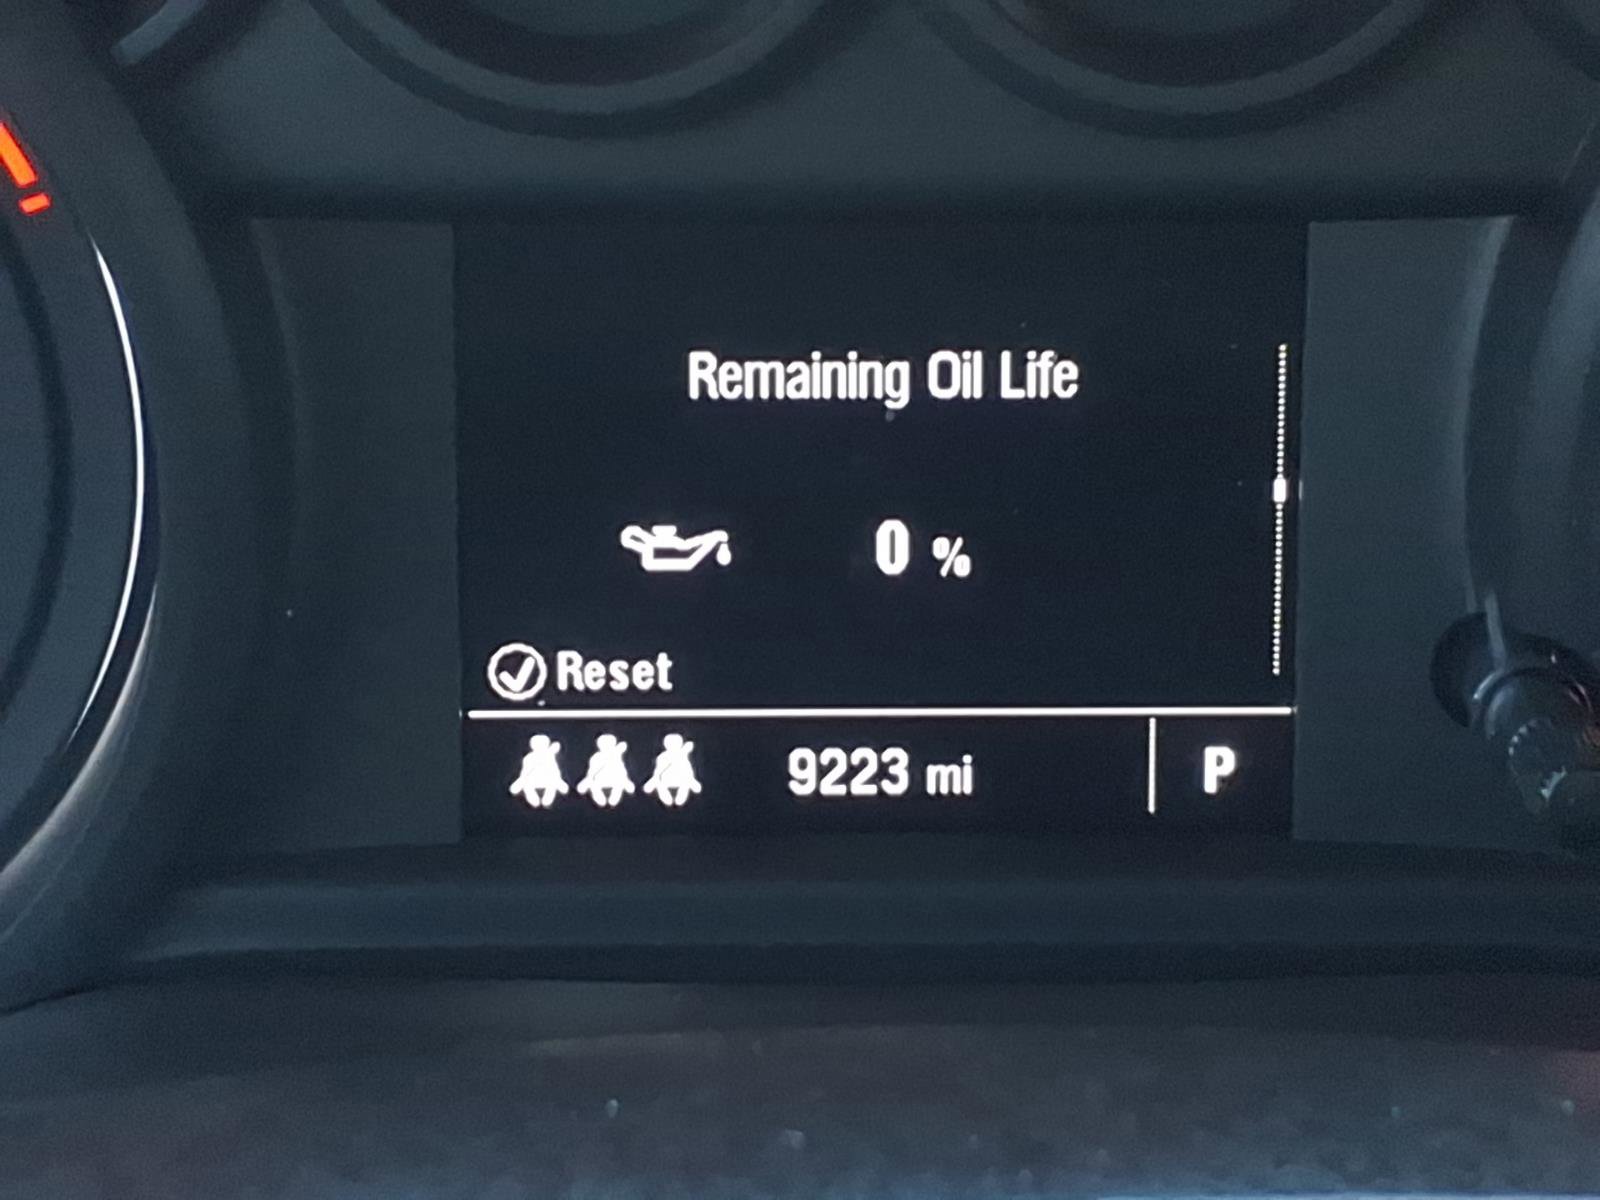 Remaining Oil Life
0 %
Reset
9223 mi P